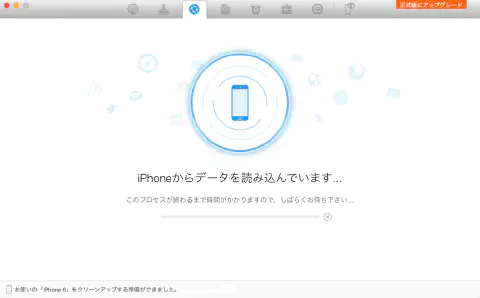 正式版にアップグレード
iPhoneからデータを読み込んでいます...
このプロセスが終わるまで時間がかかりますので、しばらくお待ち下さい...
お使いの「iPhone 6」をクリーンアップする準備ができました。